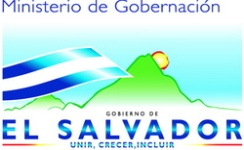 Ministerio de Gobernación
GOBIERNO DE
EL SALVADOR
UNIR, CRECER, INCLUIR